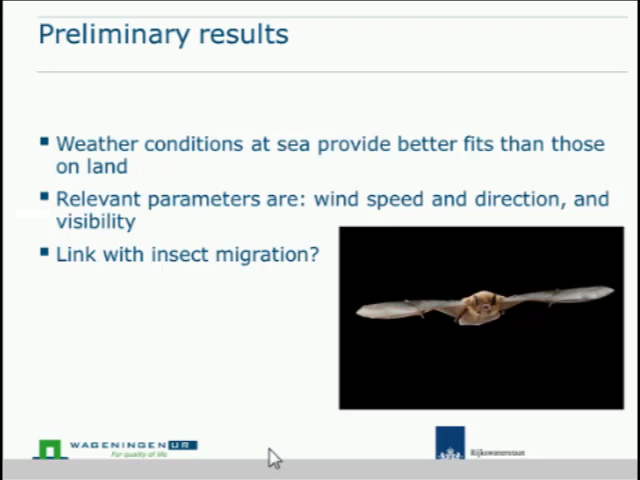 Preliminary results
Weather conditions at sea provide better fits than those
on land
Relevant parameters are: wind speed and direction, and
visibility
Link with insect migration?
WAGENINGEN UR
For quality of life
Rijkswaterstaat